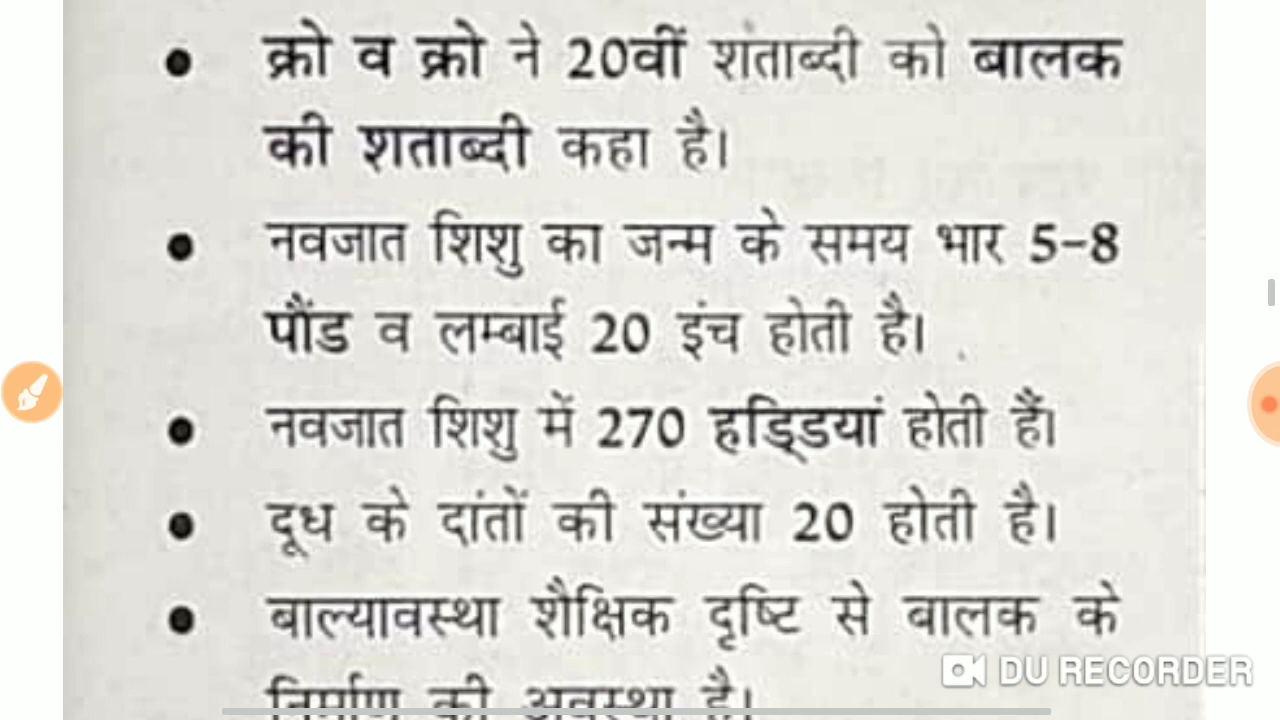 • क्रो व क्रो ने 20वीं शताब्दी को बालक
की शताब्दी कहा है।
• नवजात शिशु का जन्म के समय भार 5-8
पौंड व लम्बाई 20 इंच होती है।
• नवजात शिशु में 270 हड्डियां होती हैं।
• दूध के दांतों की संख्या 20 होती है।
• बाल्यावस्था शैक्षिक दृष्टि से बालक के
निर्माण की अवस्था है।
DU RECORDER